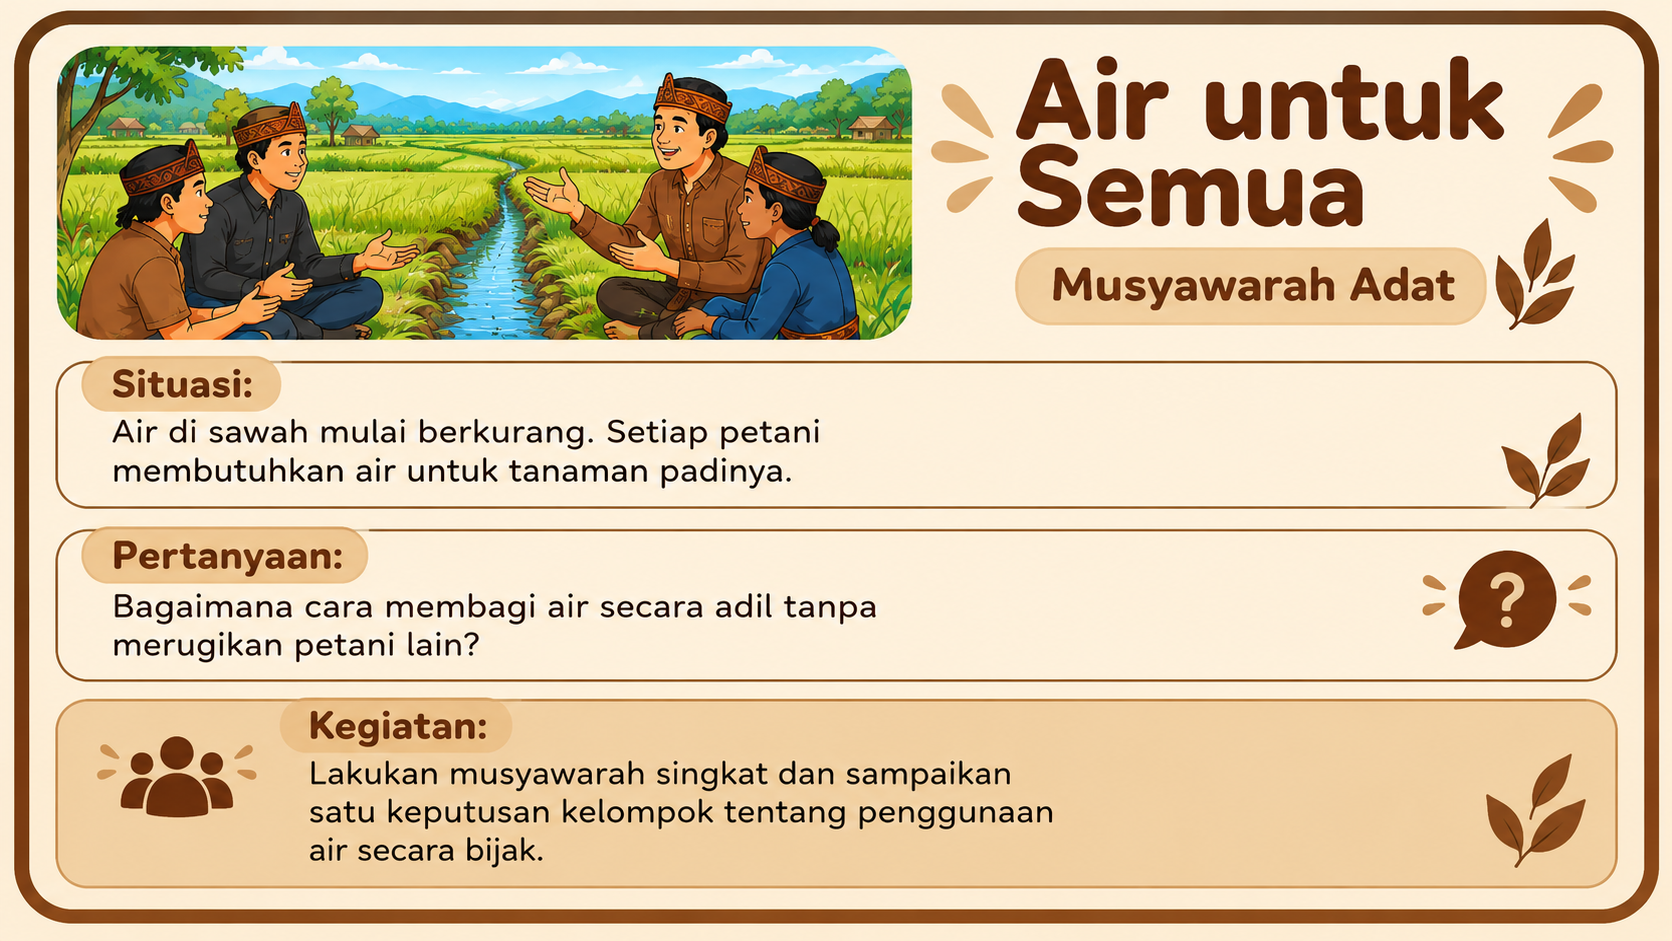 Air untuk
Semua
Musyawarah Adat
Situasi:
Air di sawah mulai berkurang. Setiap petani
membutuhkan air untuk tanaman padinya.
Pertanyaan:
Bagaimana cara membagi air secara adil tanpa
merugikan petani lain?
?
Kegiatan:
Lakukan musyawarah singkat dan sampaikan
satu keputusan kelompok tentang penggunaan
air secara bijak.